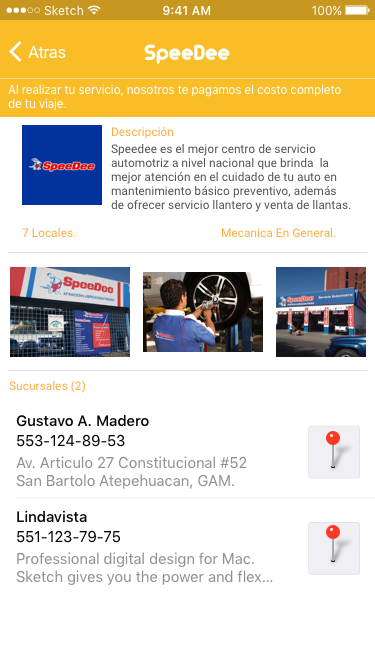 Sketch
9:41 AM
100%
Atras
SpeeDee
Al realizar tu servicio, nosotros te pagamos el costo completo
de tu viaje.
SpeeDee
Descripción
Speedee es el mejor centro de servicio
automotriz a nivel nacional que brinda la
mejor atención en el cuidado de tu auto en
mantenimiento básico preventivo, además
de ofrecer servicio llantero y venta de llantas.
7 Locales.
Mecanica En General.
SpeeDee
SpeeDee
Sucursales (2)
Gustavo A. Madero
553-124-89-53
Av. Articulo 27 Constitucional #52
San Bartolo Atepehuacan, GAM.
Lindavista
551-123-79-75
Professional digital design for Mac.
Sketch gives you the power and flex...